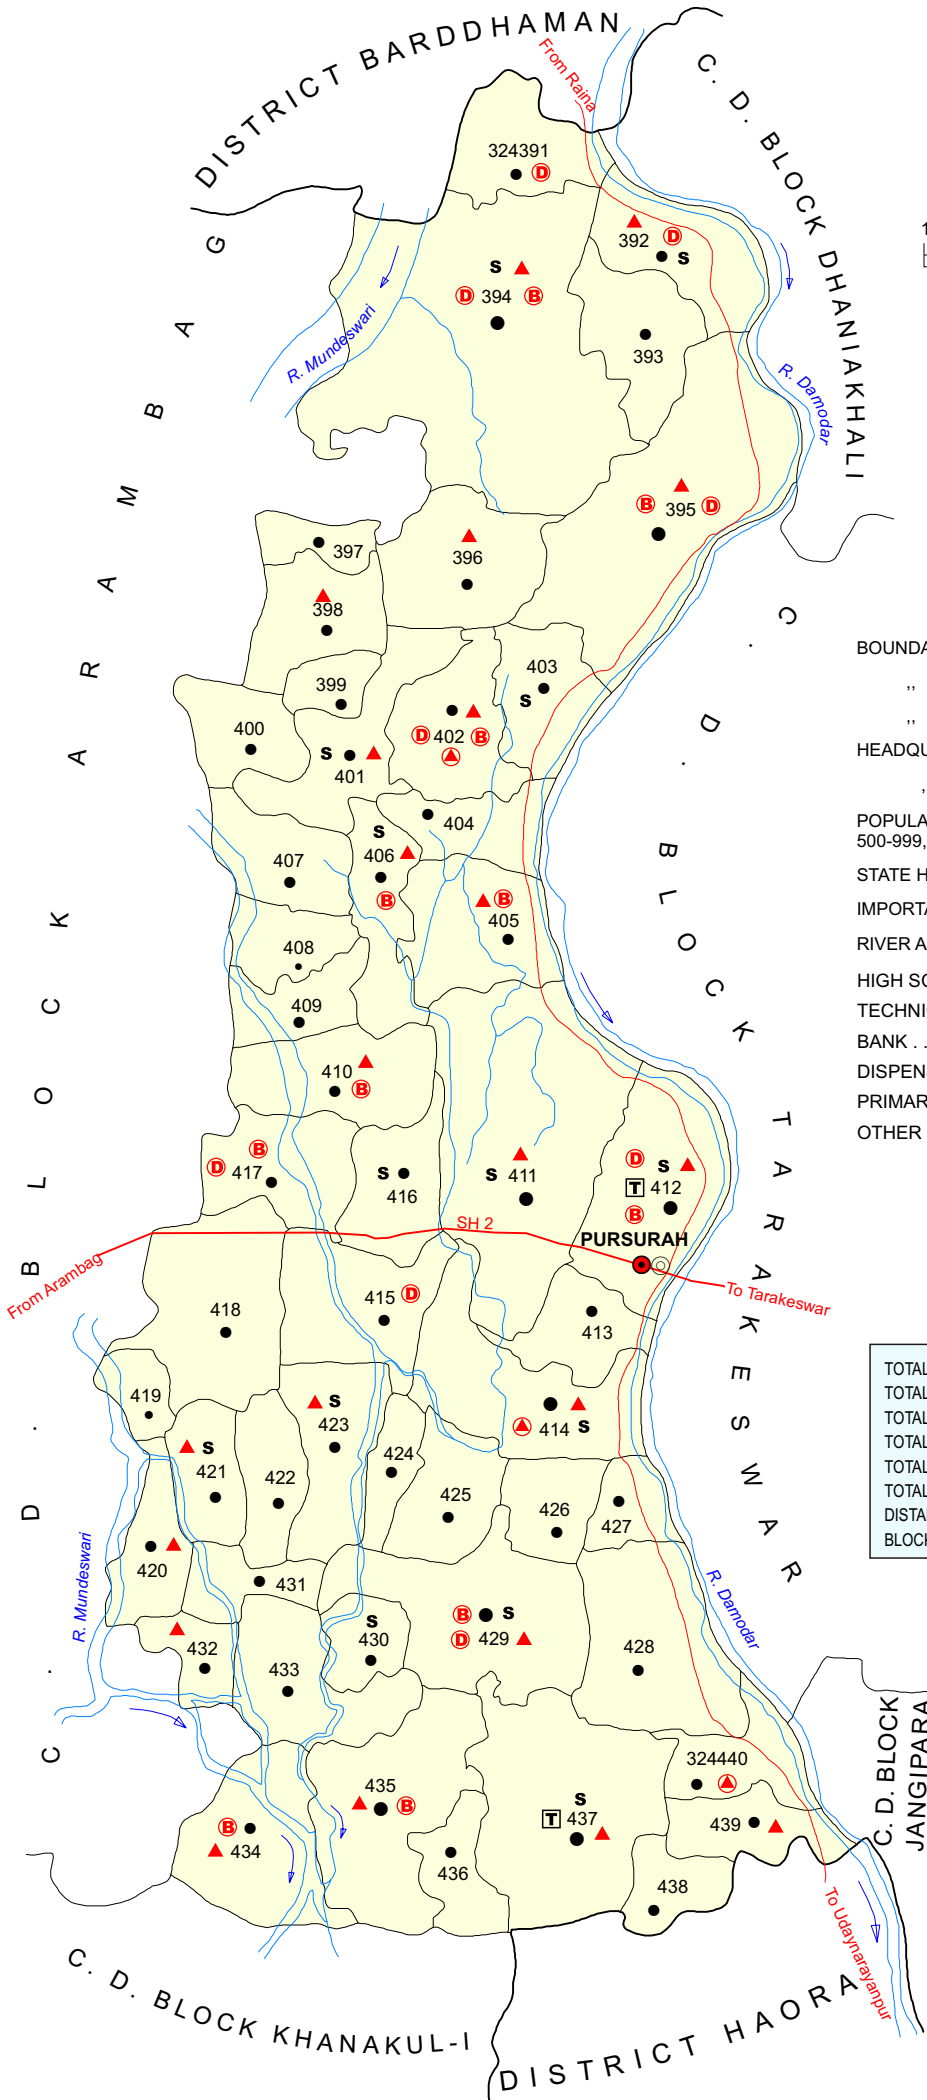 DISTRICT BARDDHAMAN
C. D. BLOCK DHANIAKHALI
From Raina
324391
D
392
D
S
S
D 394 B
393
R. Mundeswari
R. Damodar
B 395 D
396
397
398
399
400
S
401
403
S
D 402 B
404
S
406
B
407
B
405
408
409
410
B
B
D 417
S
416
S 411
D
S
T 412
B
PURSURAH
SH 2
From Arambag
To Tarakeswar
415 D
413
418
419
S
423
414 S
S
421
422
424
425
426
427
420
R. Mundeswari
431
R. Damodar
S
430
B S
D 429
428
432
433
324440
435 B
S
T 437
439
B
434
436
438
To Udaynarayanpur
C. D. BLOCK ARAMBAG
C. D. BLOCK TARAKESWAR
C. D. BLOCK
JANGIPARA
C. D. BLOCK KHANAKUL-I
DISTRICT HAORA
1
BOUNDA
,,
,,
HEADQU
,
POPULA
500-999,
STATE H
IMPORTA
RIVER A
HIGH SC
TECHNI
BANK . .
DISPEN
PRIMAR
OTHER
TOTAL
TOTAL
TOTAL
TOTAL
TOTAL
TOTAL
DISTA
BLOCK